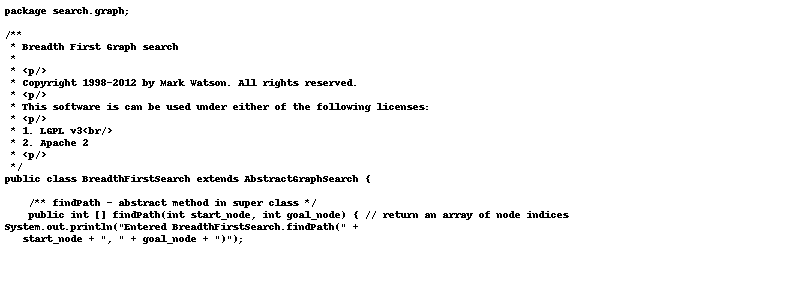 package search.graph;

/**
 * Breadth First Graph search
 *
 * <p/>
 * Copyright 1998-2012 by Mark Watson. All rights reserved.
 * <p/>
 * This software is can be used under either of the following licenses:
 * <p/>
 * 1. LGPL v3<br/>
 * 2. Apache 2
 * <p/>
 */
public class BreadthFirstSearch extends AbstractGraphSearch {

    /** findPath - abstract method in super class */
    public int [] findPath(int start_node, int goal_node) { // return an array of node indices
System.out.println("Entered BreadthFirstSearch.findPath(" +
   start_node + ", " + goal_node + ")");